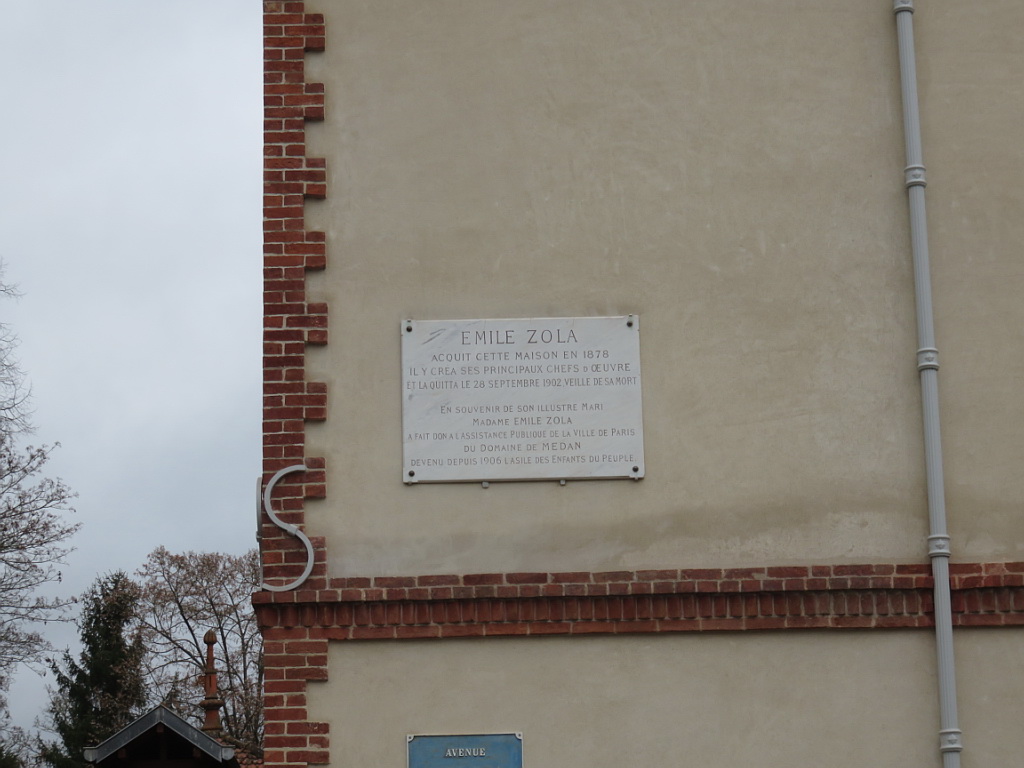 EMILE ZOLA
ACQUIT CETTE MAISON EN 1878
IL Y CREA SES PRINCIPAUX CHEFS D ŒUVRE
ET LA QUITTA LE 28 SEPTEMBRE 1902, VEILLE DE SA MORT
EN SOUVENIR DE SON ILLUSTRE MARI
MADAME EMILE ZOLA
A FAIT DON A L'ASSISTANCE PUBLIQUE DE LA VILLE DE PARIS
DU DOMAINE DE MEDAN
DEVENU DEPUIS 1906 L'ASILE DES ENFANTS DU PEUPLE.
AVENUE